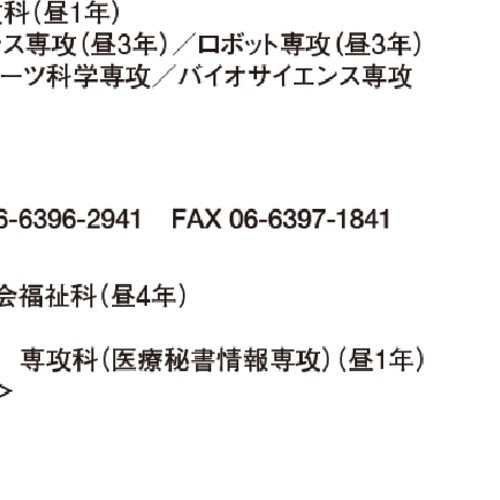 科（昼1年）
ス専攻（昼3年）／ロボット専攻（昼3年）
ーツ科学専攻／バイオサイエンス専攻
6-6396-2941　FAX 06-6397-1841
会福祉科（昼4年）
専攻科（医療秘書情報専攻）（昼1年）
＞